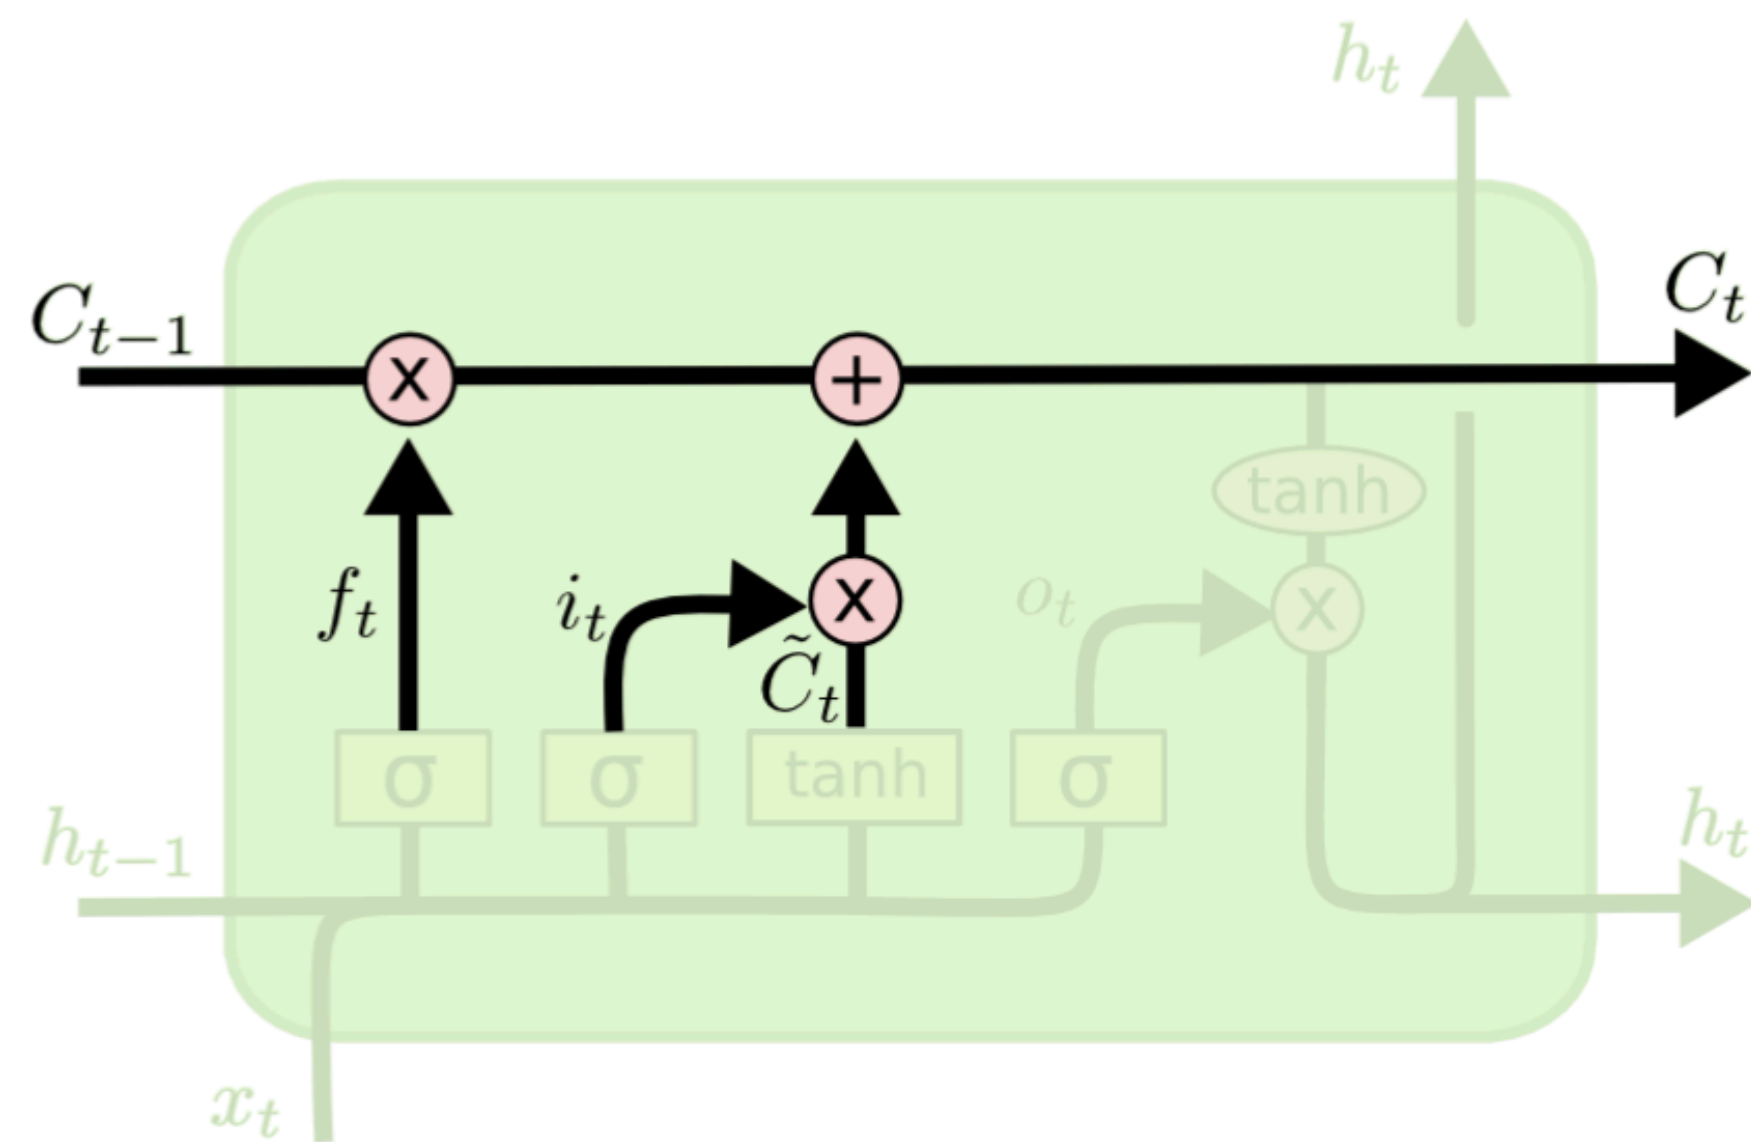 h_t
C_{t-1}
C_t
x
+
tanh
f_t
i_t
x
o_t
x
C̃_t
σ
σ
tanh
σ
h_{t-1}
h_t
x_t